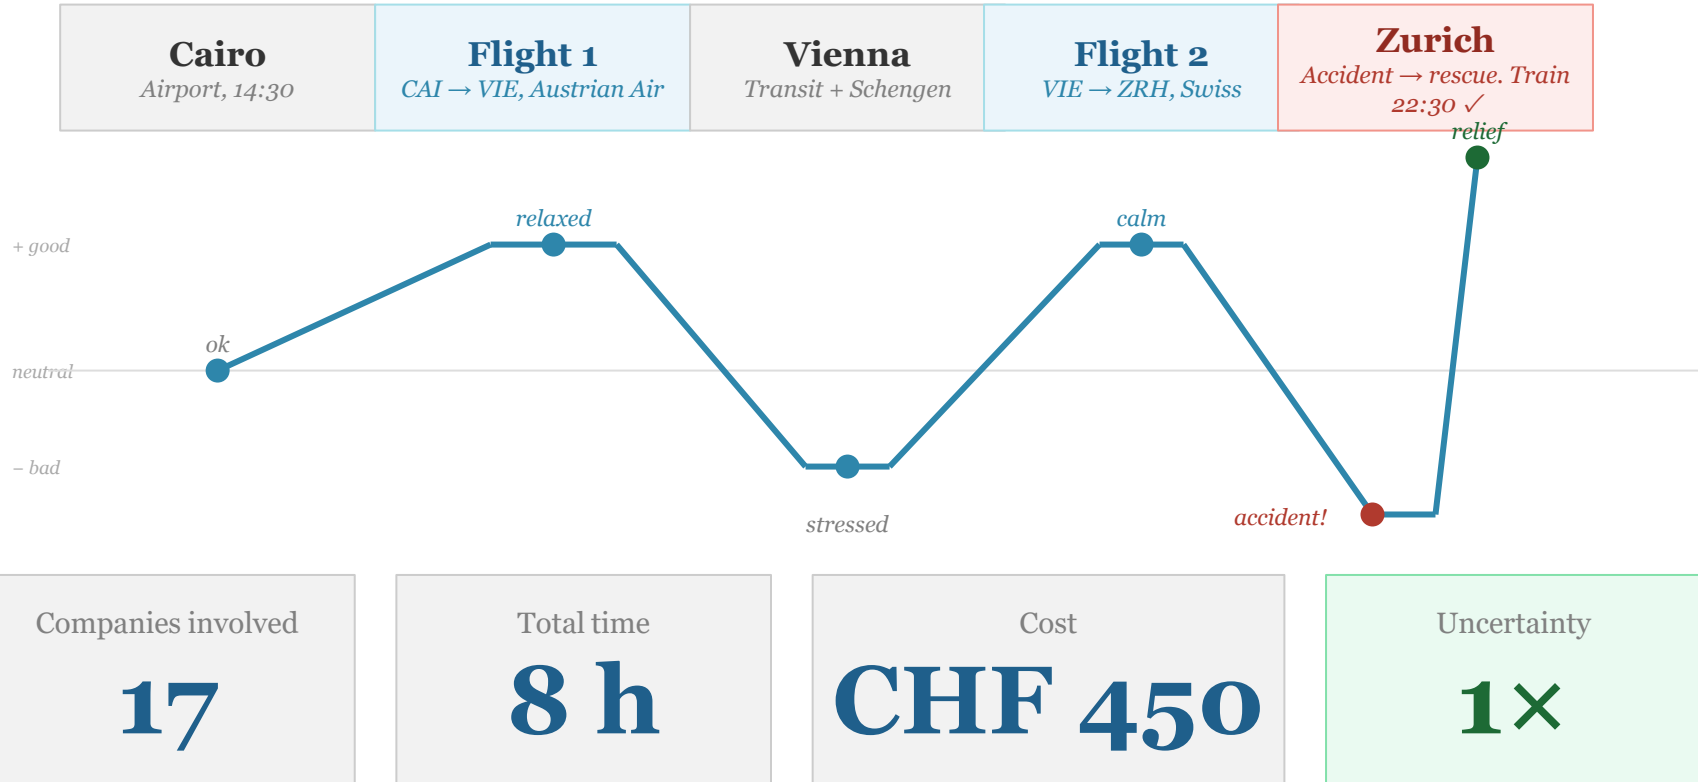 Cairo
Airport, 14:30
Flight 1
CAI → VIE, Austrian Air
Vienna
Transit + Schengen
Flight 2
VIE → ZRH, Swiss
Zurich
Accident → rescue. Train
22:30 ✓
relief
relaxed
calm
+ good
ok
neutral
− bad
accident!
stressed
Companies involved
17
Total time
8 h
Cost
CHF 450
Uncertainty
1×